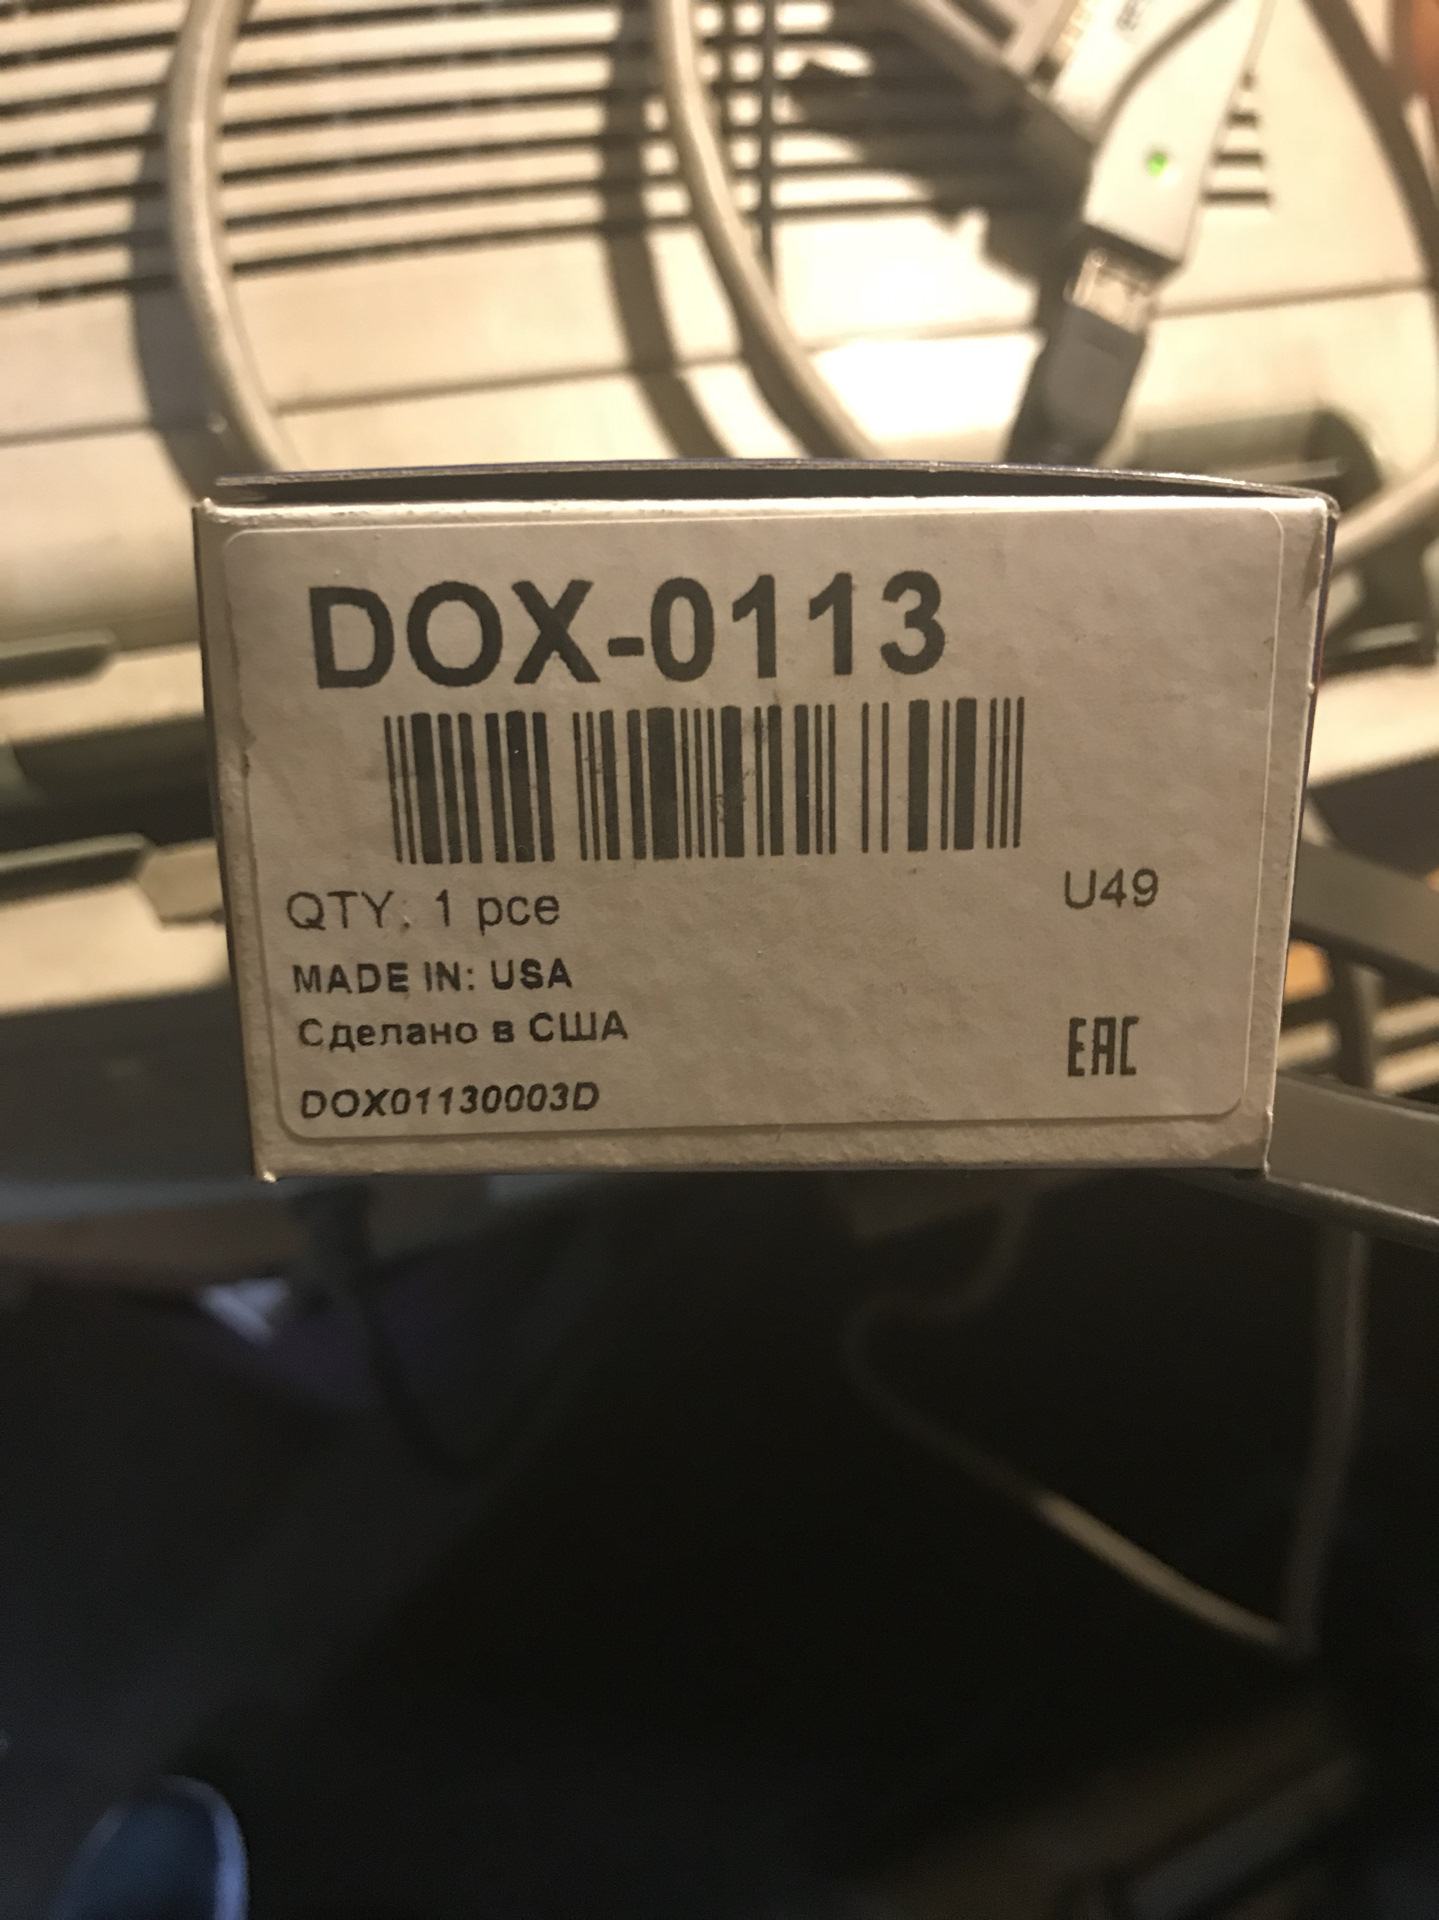 DOX-0113
QTY: 1 pce
U49
MADE IN: USA
Сделано в США
EAC
DOX01130003D